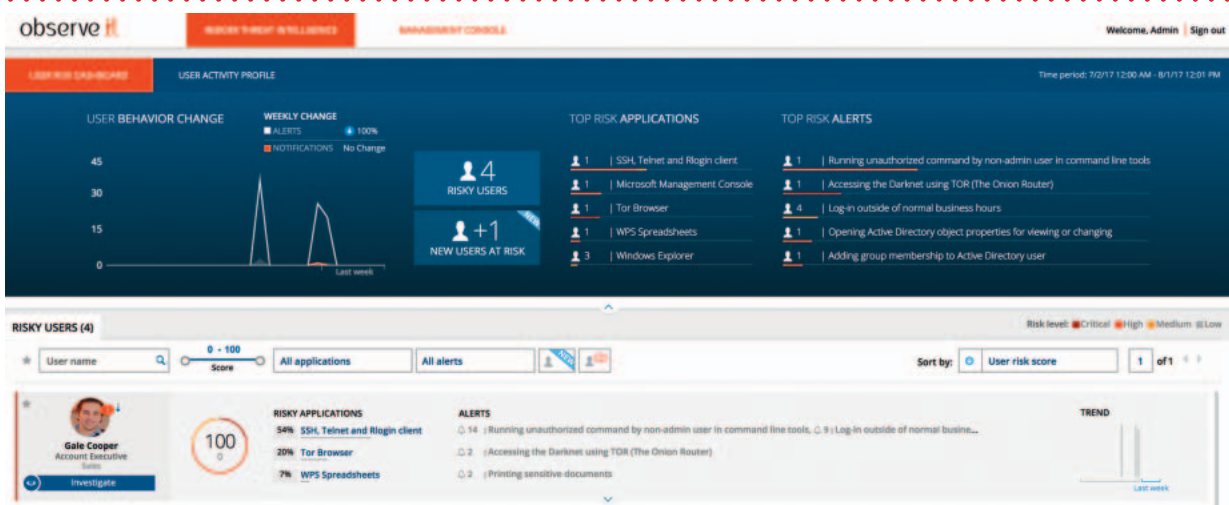 observe it
INSIDER THREAT INTELLIGENCE
MANAGEMENT CONSOLE
Welcome, Admin | Sign out
USER RISK DASHBOARD
USER ACTIVITY PROFILE
Time period: 7/2/17 12:00 AM - 8/1/17 12:01 PM
USER BEHAVIOR CHANGE
WEEKLY CHANGE
ALERTS 100%
NOTIFICATIONS No Change
45
30
15
0
Last week
4
RISKY USERS
NEW
+1
NEW USERS AT RISK
TOP RISK APPLICATIONS
1 | SSH, Telnet and Rlogin client
1 | Microsoft Management Console
1 | Tor Browser
1 | WPS Spreadsheets
3 | Windows Explorer
TOP RISK ALERTS
1 | Running unauthorized command by non-admin user in command line tools
1 | Accessing the Darknet using TOR (The Onion Router)
4 | Log-in outside of normal business hours
1 | Opening Active Directory object properties for viewing or changing
1 | Adding group membership to Active Directory user
RISKY USERS (4)
Risk level: Critical High Medium Low
User name
0 - 100
Score
All applications
All alerts
NEW
Sort by: User risk score
1 of 1
Gale Cooper
Account Executive
Sales
Investigate
100
0
RISKY APPLICATIONS
54% SSH, Telnet and Rlogin client
20% Tor Browser
7% WPS Spreadsheets
ALERTS
14 | Running unauthorized command by non-admin user in command line tools, 9 | Log-in outside of normal busine...
2 | Accessing the Darknet using TOR (The Onion Router)
2 | Printing sensitive documents
TREND
Last week